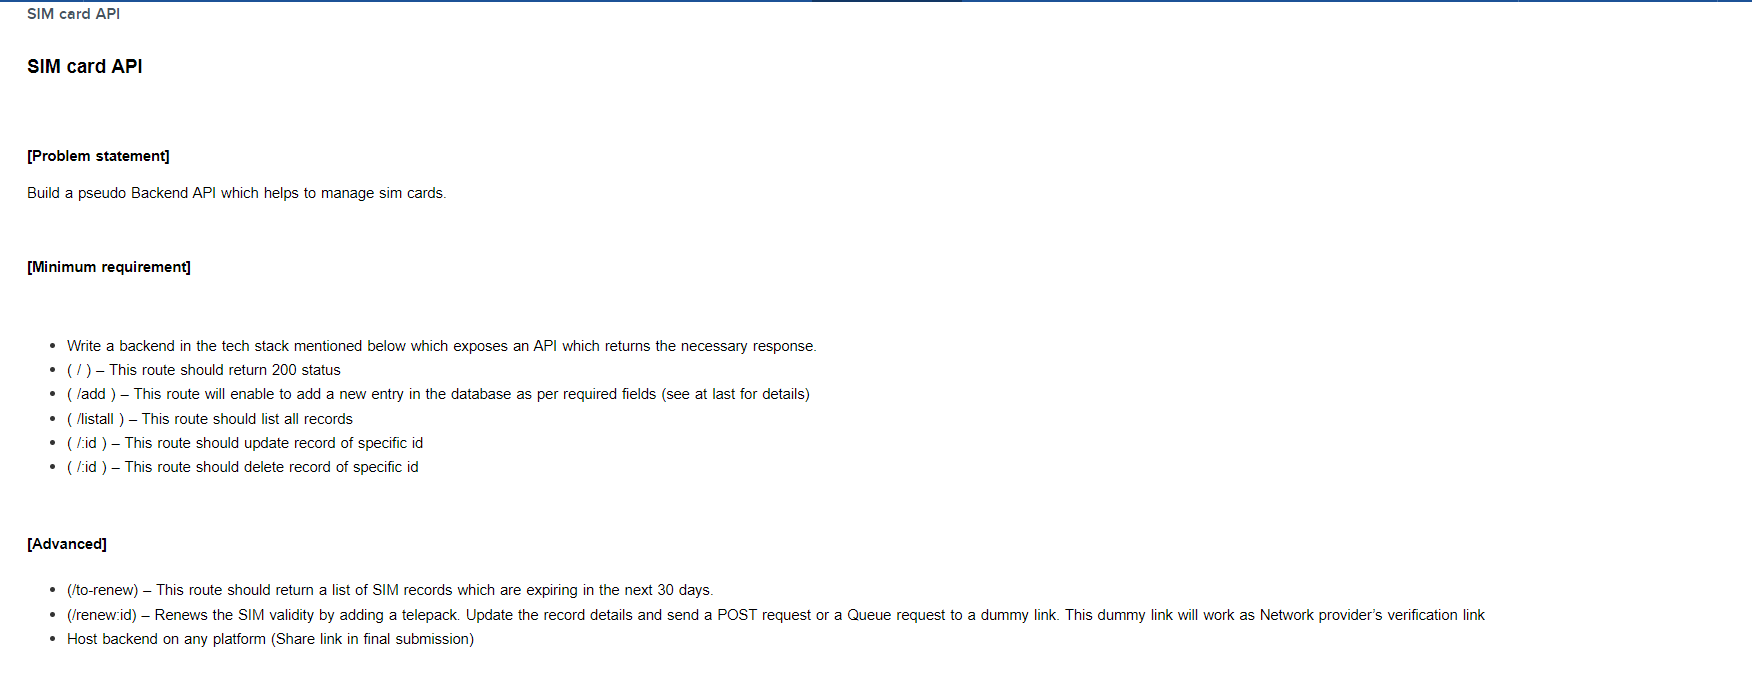 SIM card API
SIM card API
[Problem statement]
Build a pseudo Backend API which helps to manage sim cards.
[Minimum requirement]
• Write a backend in the tech stack mentioned below which exposes an API which returns the necessary response.
• ( / ) – This route should return 200 status
• ( /add ) – This route will enable to add a new entry in the database as per required fields (see at last for details)
• ( /listall ) – This route should list all records
• ( /:id ) – This route should update record of specific id
• ( /:id ) – This route should delete record of specific id
[Advanced]
• (/to-renew) – This route should return a list of SIM records which are expiring in the next 30 days.
• (/renew:id) – Renews the SIM validity by adding a telepack. Update the record details and send a POST request or a Queue request to a dummy link. This dummy link will work as Network provider’s verification link
• Host backend on any platform (Share link in final submission)